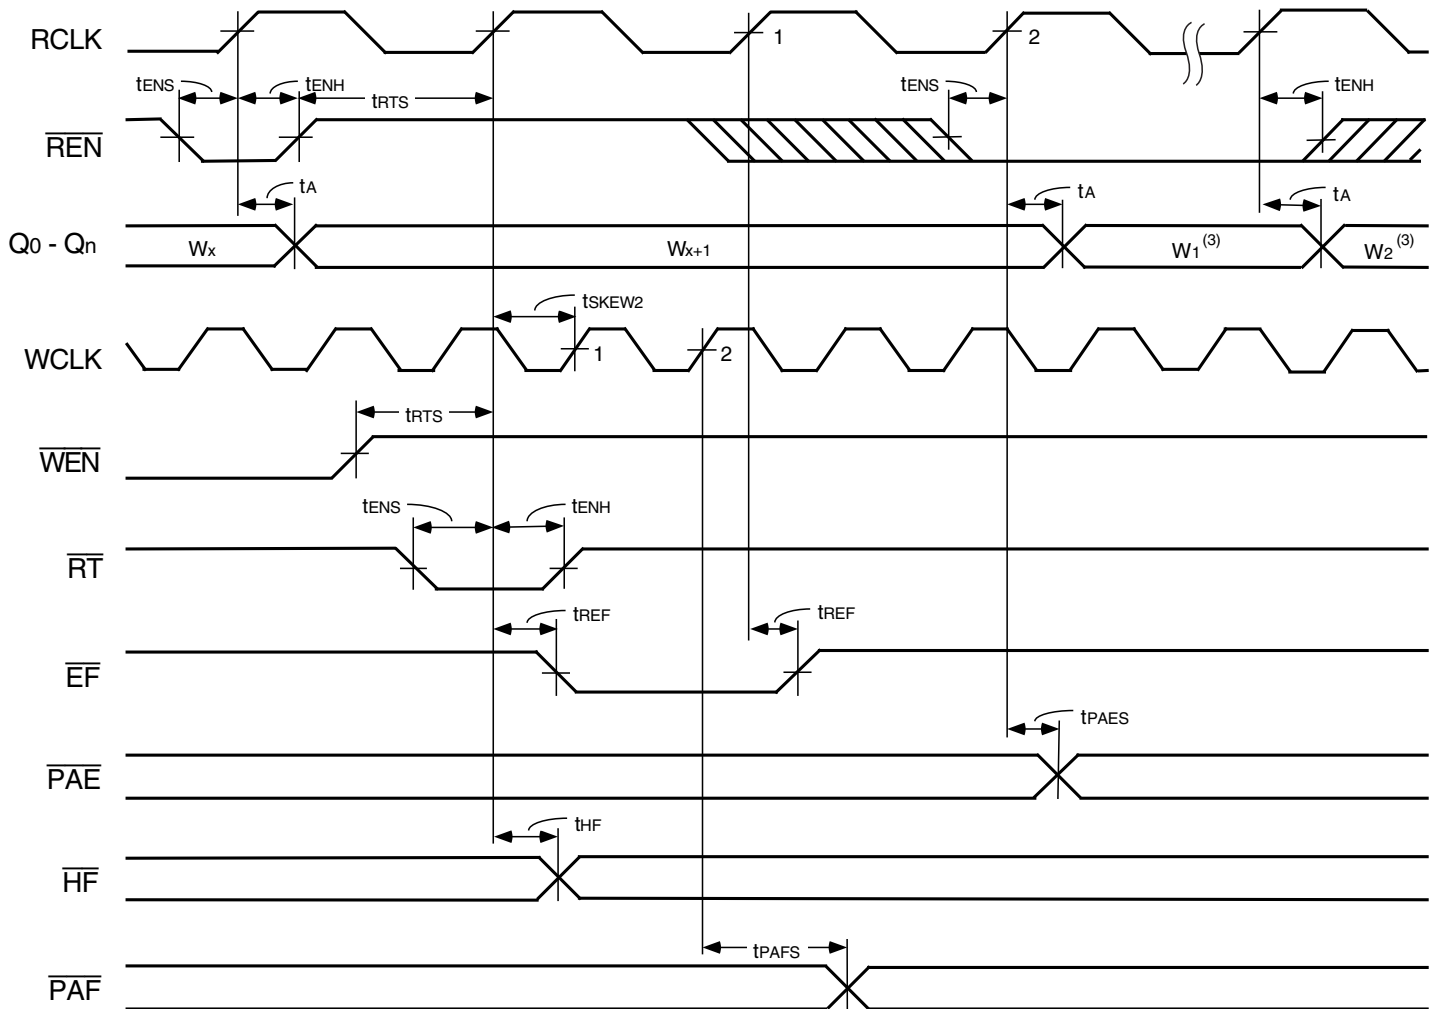 RCLK
1
2
tENS
tENH
tRTS
tENS
tENH
REN
tA
tA
tA
Q0 - Qn
Wx
Wx+1
W1(3)
W2(3)
tSKEW2
WCLK
1
2
tRTS
WEN
tENS
tENH
RT
tREF
tREF
EF
tPAES
PAE
tHF
HF
tPAFS
PAF